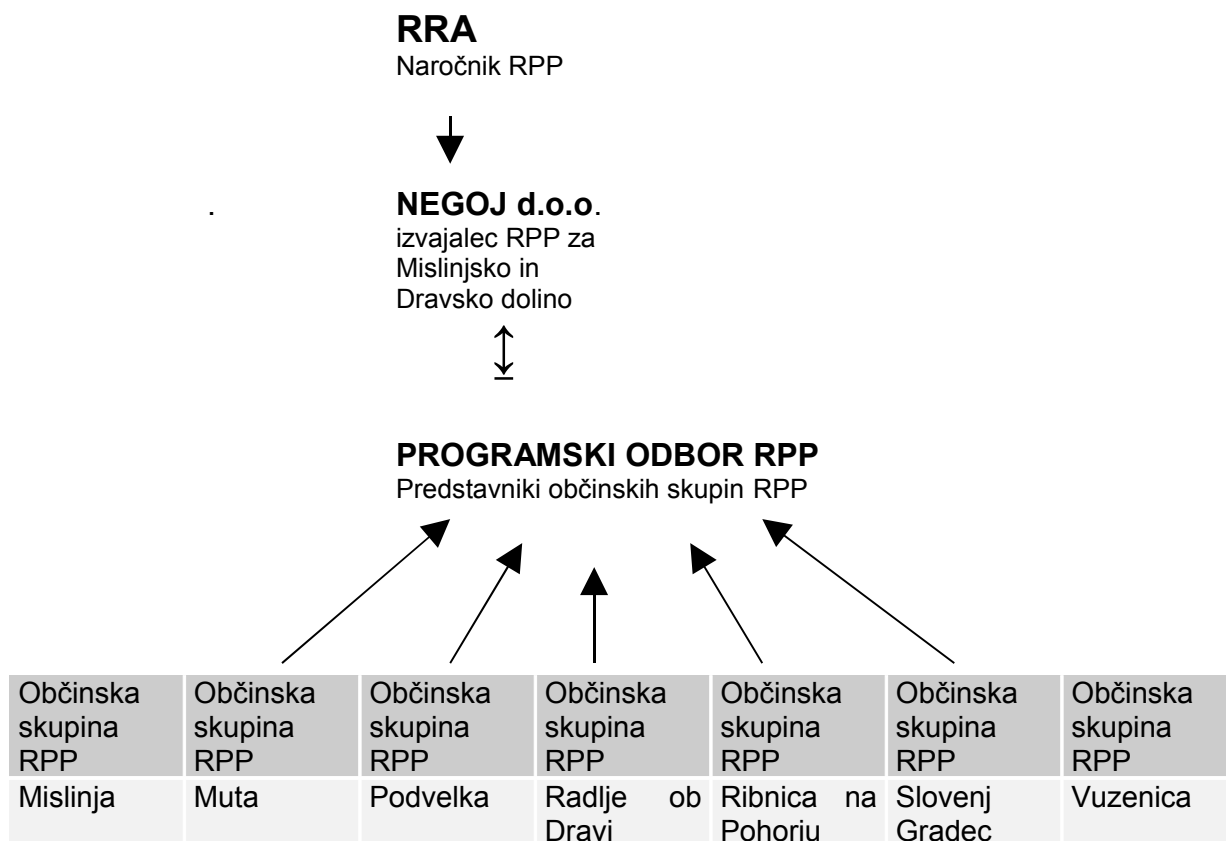 RRA
Naročnik RPP
.
NEGOJ d.o.o.
izvajalec RPP za
Mislinjsko in
Dravsko dolino
PROGRAMSKI ODBOR RPP
Predstavniki občinskih skupin RPP
Občinska skupina RPP
Občinska skupina RPP
Občinska skupina RPP
Občinska skupina RPP
Občinska skupina RPP
Občinska skupina RPP
Občinska skupina RPP
Mislinja
Muta
Podvelka
Radlje ob Dravi
Ribnica na Pohorju
Slovenj Gradec
Vuzenica